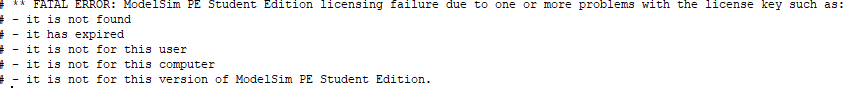 # ** FATAL ERROR: ModelSim PE Student Edition licensing failure due to one or more problems with the license key such as:
# - it is not found
# - it has expired
# - it is not for this user
# - it is not for this computer
# - it is not for this version of ModelSim PE Student Edition.